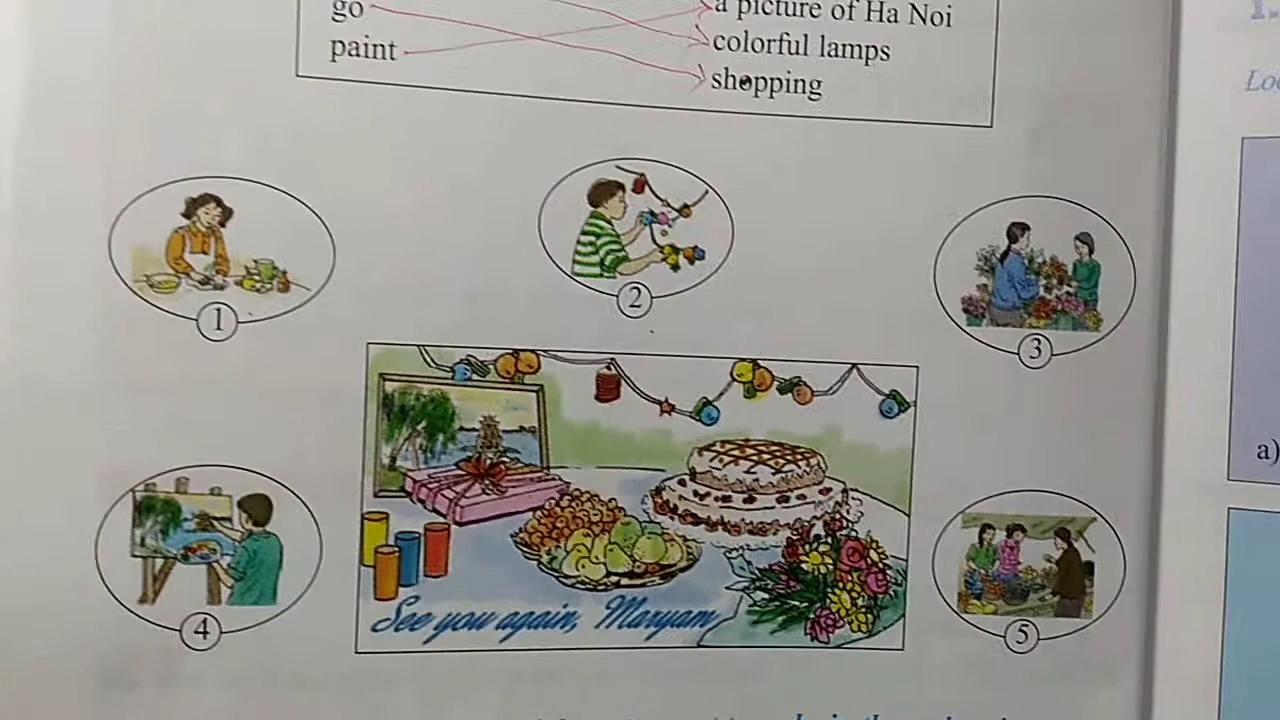 go
a picture of Ha Noi
paint
colorful lamps
shopping
1
2
3
See you again, Maryam
4
5
a)